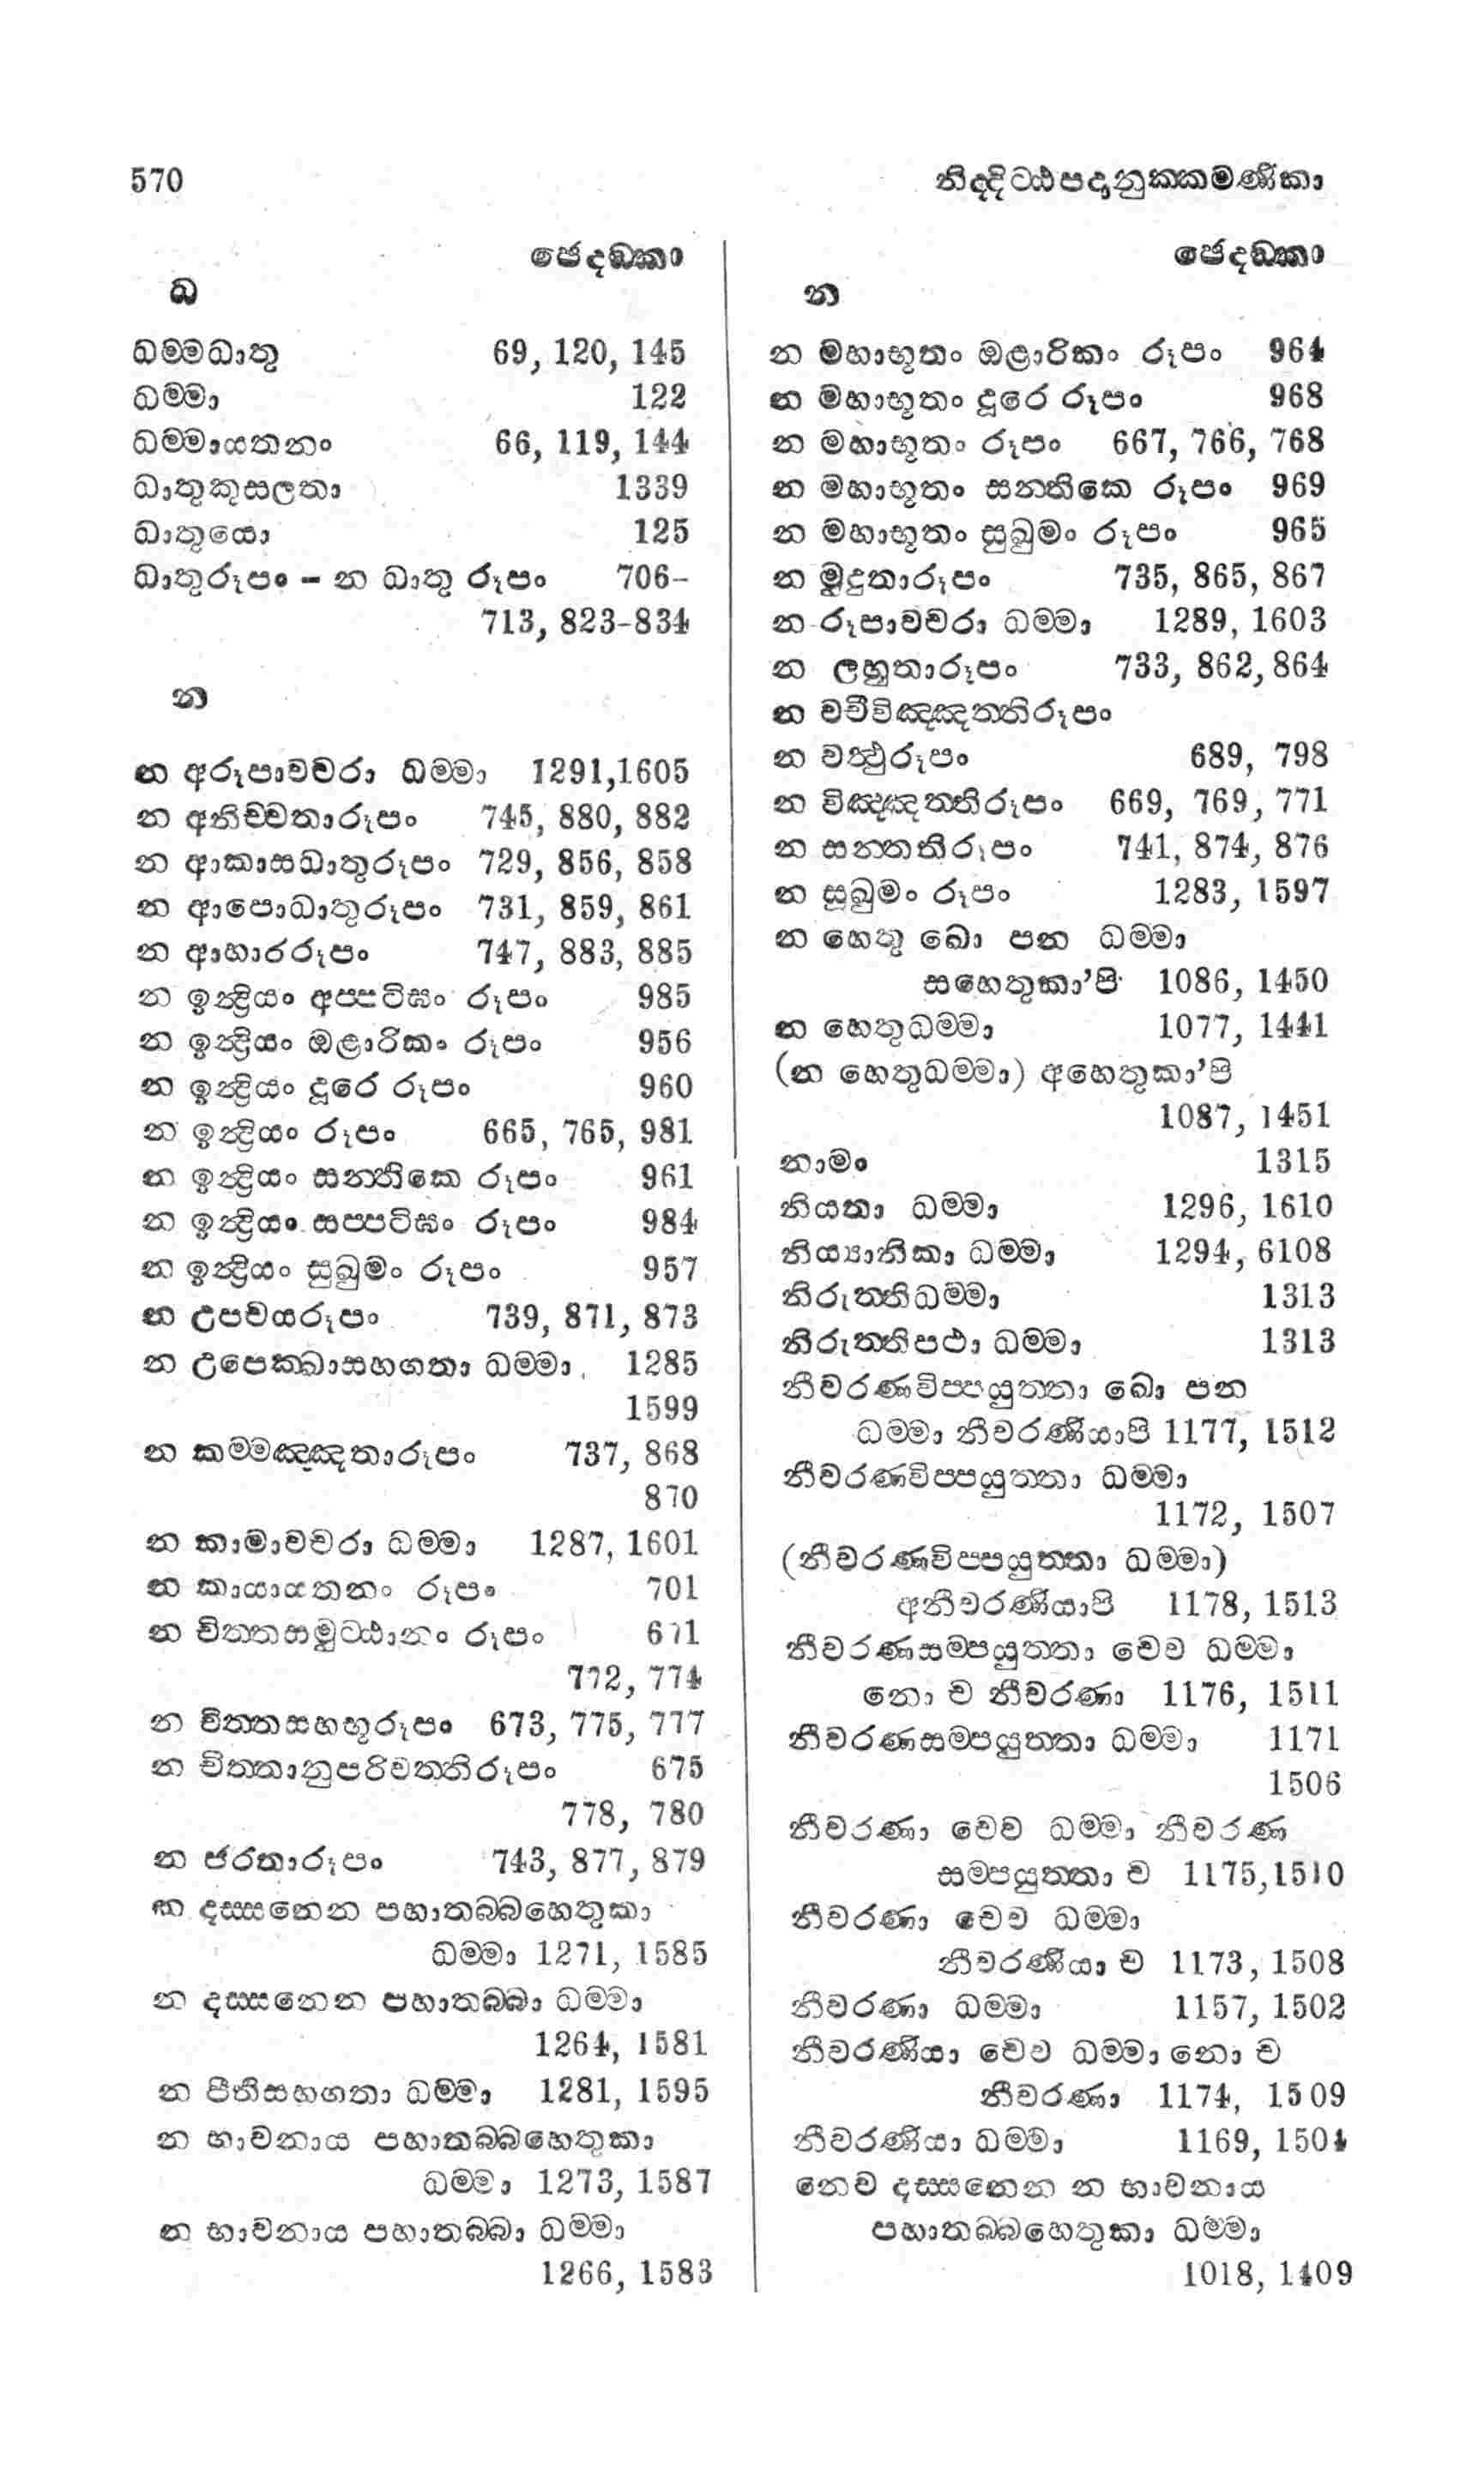 570
නිද්දිට්ඨපදානුක්කමණිකා
ඡෙදඞ්කා
ධ
ධම්මධාතු 69, 120, 145
ධම්මා 122
ධම්මායතනං 66, 119, 144
ධාතුකුසලතා 1339
ධාතුයො 125
ධාතුරූපං – න ධාතු රූපං 706–
713, 823-834
න
න අරූපාවචරා ධම්මා 1291,1605
න අනිච්චතාරූපං 745, 880, 882
න ආකාසධාතුරූපං 729, 856, 858
න ආපොධාතුරූපං 731, 859, 861
න ආහාරරූපං 747, 883, 885
න ඉන්ද්‍රියං අප්පටිඝං රූපං 985
න ඉන්ද්‍රියං ඔළාරිකං රූපං 956
න ඉන්ද්‍රියං දූරෙ රූපං 960
න ඉන්ද්‍රියං රූපං 665, 765, 981
න ඉන්ද්‍රියං සන්තිකෙ රූපං 961
න ඉන්ද්‍රියං සප්පටිඝං රූපං 984
න ඉන්ද්‍රියං සුඛුමං රූපං 957
න උපචයරූපං 739, 871, 873
න උපෙක්ඛාසහගතා ධම්මා 1285
1599
න කම්මඤ්ඤතාරූපං 737, 868
870
න කාමාවචරා ධම්මා 1287, 1601
න කායායතනං රූපං 701
න චිත්තසමුට්ඨානං රූපං 671
772, 774
න චිත්තසහභූරූපං 673, 775, 777
න චිත්තානුපරිවත්තිරූපං 675
778, 780
න ජරතාරූපං 743, 877, 879
න දස්සනෙන පහාතබ්බහෙතුකා
ධම්මා 1271, 1585
න දස්සනෙන පහාතබ්බා ධම්මා
1264, 1581
න පීතිසහගතා ධම්මා 1281, 1595
න භාවනාය පහාතබ්බහෙතුකා
ධම්මා 1273, 1587
න භාවනාය පහාතබ්බා ධම්මා
1266, 1583
ඡෙදඞ්කා
න
න මහාභූතං ඔළාරිකං රූපං 964
න මහාභූතං දූරෙ රූපං 968
න මහාභූතං රූපං 667, 766, 768
න මහාභූතං සන්තිකෙ රූපං 969
න මහාභූතං සුඛුමං රූපං 965
න මුදුතාරූපං 735, 865, 867
න රූපාවචරා ධම්මා 1289, 1603
න ලහුතාරූපං 733, 862, 864
න වචීවිඤ්ඤත්තිරූපං
න වත්ථුරූපං 689, 798
න විඤ්ඤත්තිරූපං 669, 769, 771
න සන්තතිරූපං 741, 874, 876
න සුඛුමං රූපං 1283, 1597
න හෙතු ඛො පන ධම්මා
සහෙතුකා’පි 1086, 1450
න හෙතුධම්මා 1077, 1441
(න හෙතුධම්මා) අහෙතුකා’පි
1087, 1451
නාමං 1315
නියතා ධම්මා 1296, 1610
නිය්‍යානිකා ධම්මා 1294, 6108
නිරුත්තිධම්මා 1313
නිරුත්තිපථා ධම්මා 1313
නීවරණවිප්පයුත්තා ඛො පන
ධම්මා නීවරණියාපි 1177, 1512
නීවරණවිප්පයුත්තා ධම්මා
1172, 1507
(නීවරණවිප්පයුත්තා ධම්මා)
අනීවරණියාපි 1178, 1513
නීවරණසම්පයුත්තා චෙව ධම්මා
නො ච නීවරණා 1176, 1511
නීවරණසම්පයුත්තා ධම්මා 1171
1506
නීවරණා චෙව ධම්මා නීවරණ
සම්පයුත්තා ච 1175,1510
නීවරණා චෙව ධම්මා
නීවරණියා ච 1173, 1508
නීවරණා ධම්මා 1157, 1502
නීවරණියා චෙව ධම්මා නො ච
නීවරණා 1174, 1509
නීවරණියා ධම්මා 1169, 1504
නෙව දස්සනෙන න භාවනාය
පහාතබ්බහෙතුකා ධම්මා
1018, 1409